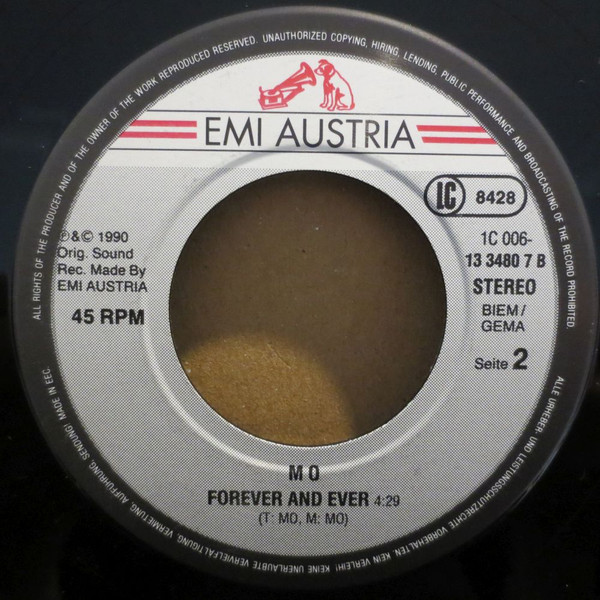 ALL RIGHTS OF THE PRODUCER AND OF THE OWNER OF THE WORK REPRODUCED RESERVED. UNAUTHORIZED COPYING, HIRING, LENDING, PUBLIC PERFORMANCE AND BROADCASTING OF THE RECORD PROHIBITED.
EMI AUSTRIA
LC 8428
℗&© 1990
Orig. Sound
Rec. Made By
EMI AUSTRIA
45 RPM
1C 006-
13 3480 7 B
STEREO
BIEM/
GEMA
Seite 2
MO
FOREVER AND EVER 4:29
(T: MO, M: MO)
ALLE URHEBER- UND LEISTUNGSSCHUTZRECHTE VORBEHALTEN. KEIN VERLEIH! KEINE UNERLAUBTE VERVIELFÄLTIGUNG, VERMIETUNG, AUFFÜHRUNG, SENDUNG! MADE IN EEC.